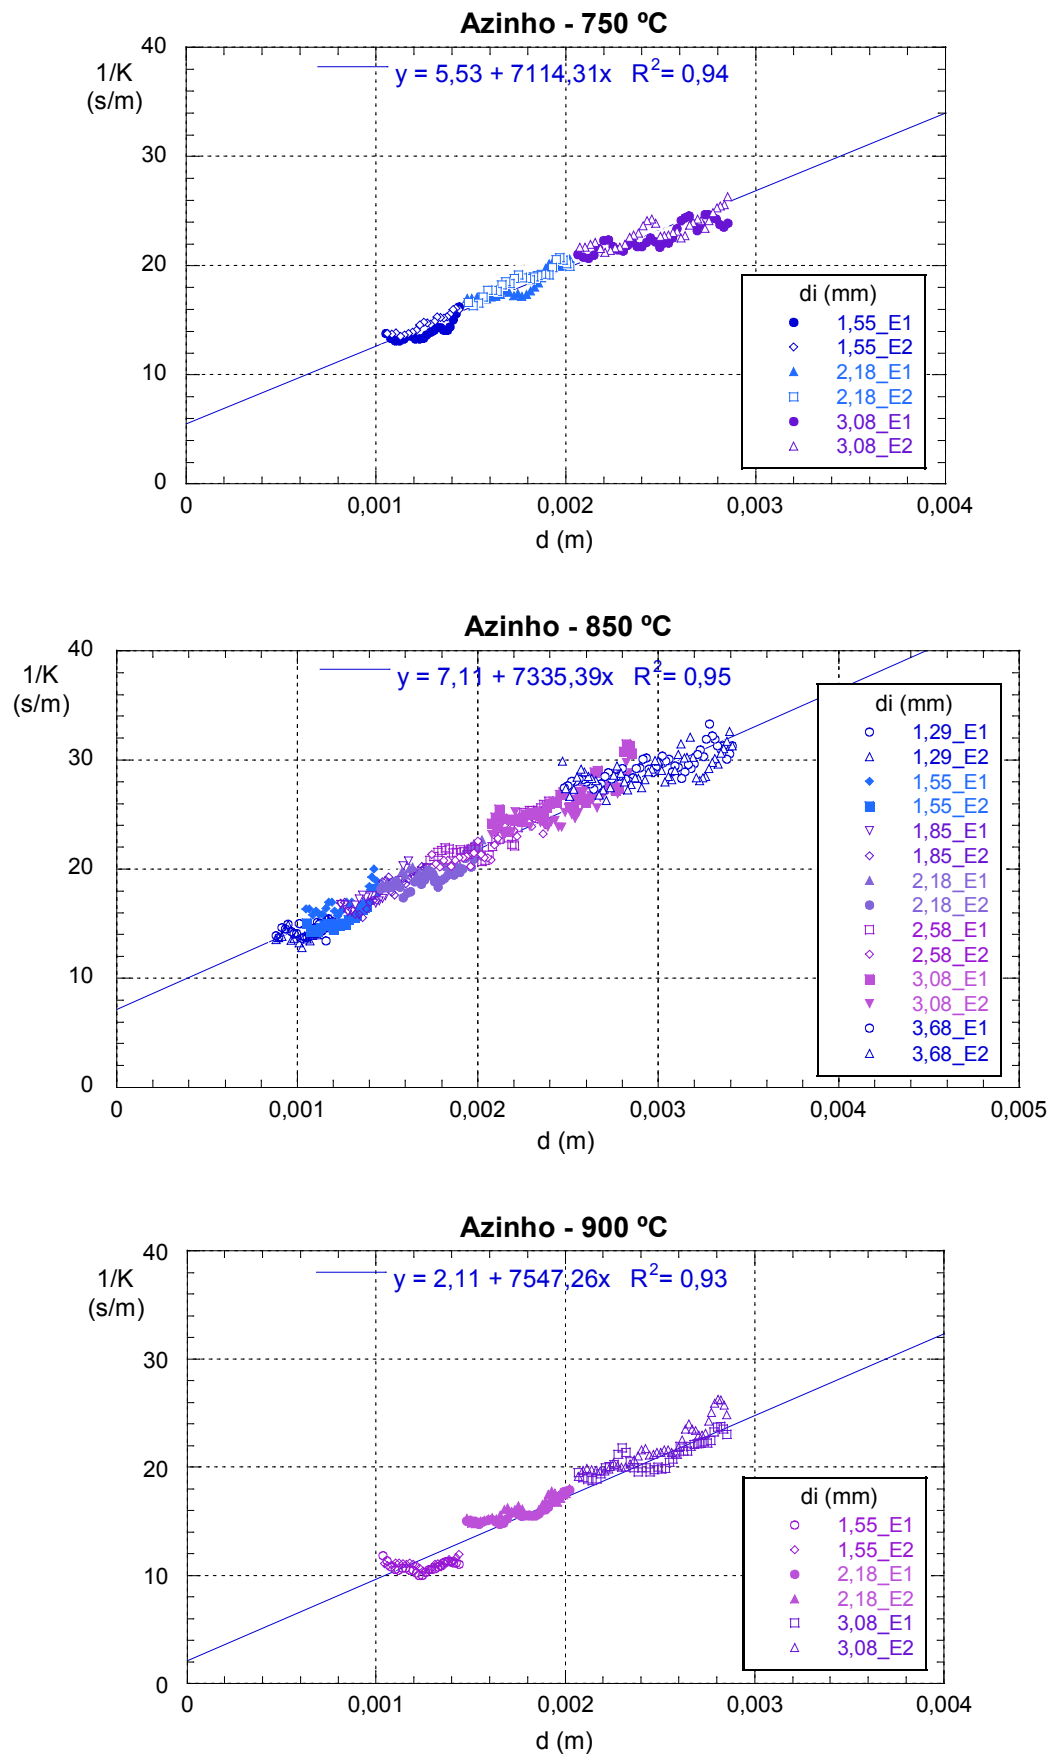 Azinho - 750 ºC
40
1/K
(s/m)
y = 5,53 + 7114,31x R²= 0,94
30
20
di (mm)
1,55_E1
1,55_E2
2,18_E1
2,18_E2
3,08_E1
3,08_E2
10
0
0 0,001 0,002 0,003 0,004
d (m)
Azinho - 850 ºC
40
1/K
(s/m)
y = 7,11 + 7335,39x R²= 0,95
di (mm)
1,29_E1
1,29_E2
1,55_E1
1,55_E2
1,85_E1
1,85_E2
2,18_E1
2,18_E2
2,58_E1
2,58_E2
3,08_E1
3,08_E2
3,68_E1
3,68_E2
30
20
10
0
0 0,001 0,002 0,003 0,004 0,005
d (m)
Azinho - 900 ºC
40
1/K
(s/m)
y = 2,11 + 7547,26x R²= 0,93
30
20
di (mm)
1,55_E1
1,55_E2
2,18_E1
2,18_E2
3,08_E1
3,08_E2
10
0
0 0,001 0,002 0,003 0,004
d (m)